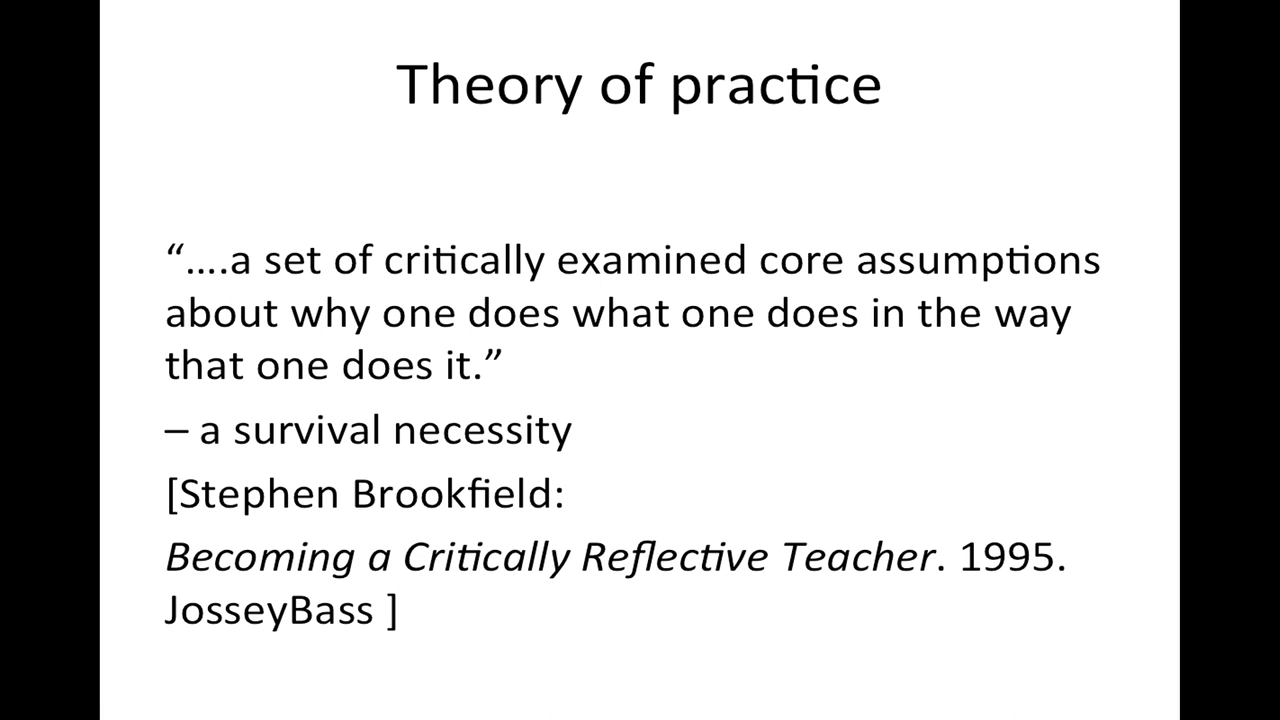 Theory of practice
“....a set of critically examined core assumptions
about why one does what one does in the way
that one does it.”
– a survival necessity
[Stephen Brookfield:
Becoming a Critically Reflective Teacher. 1995.
JosseyBass ]